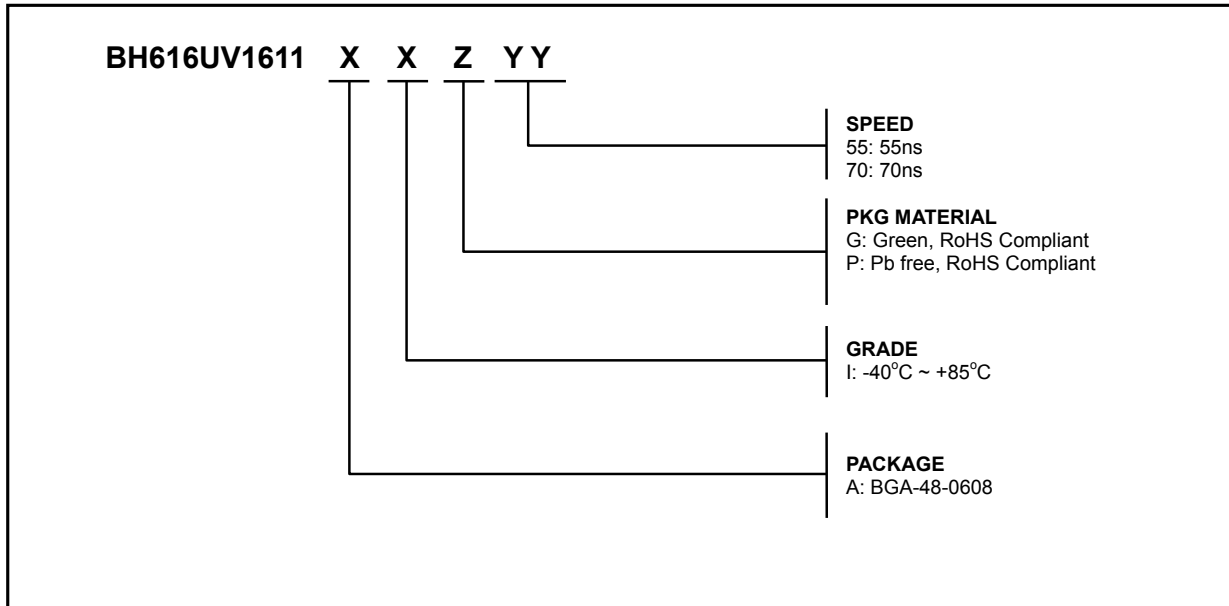 BH616UV1611 X X Z Y Y
SPEED
55: 55ns
70: 70ns
PKG MATERIAL
G: Green, RoHS Compliant
P: Pb free, RoHS Compliant
GRADE
I: -40°C ~ +85°C
PACKAGE
A: BGA-48-0608